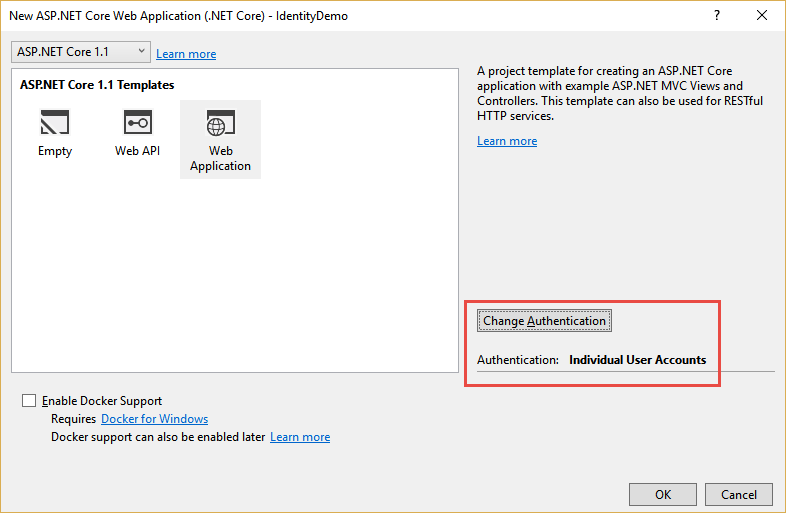 New ASP.NET Core Web Application (.NET Core) - IdentityDemo
ASP.NET Core 1.1
Learn more
ASP.NET Core 1.1 Templates
Empty
Web API
Web
Application
A project template for creating an ASP.NET Core
application with example ASP.NET MVC Views and
Controllers. This template can also be used for RESTful
HTTP services.
Learn more
Change Authentication
Authentication: Individual User Accounts
Enable Docker Support
Requires Docker for Windows
Docker support can also be enabled later Learn more
OK
Cancel